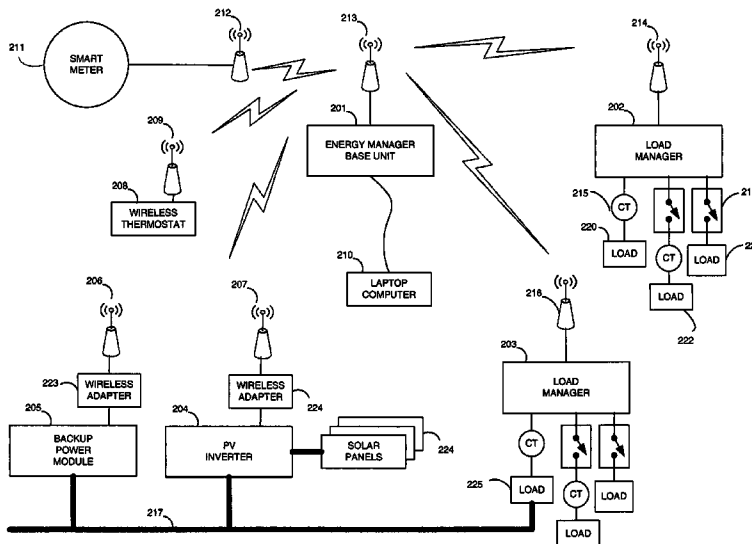 212
213
214
211
SMART
METER
209
201
ENERGY MANAGER
BASE UNIT
202
LOAD
MANAGER
208
WIRELESS
THERMOSTAT
215
CT
220
LOAD
CT
LOAD
LOAD
222
210
LAPTOP
COMPUTER
206
207
216
223
WIRELESS
ADAPTER
WIRELESS
ADAPTER
224
203
LOAD
MANAGER
205
BACKUP
POWER
MODULE
204
PV
INVERTER
SOLAR
PANELS
224
CT
225
LOAD
CT
LOAD
LOAD
217